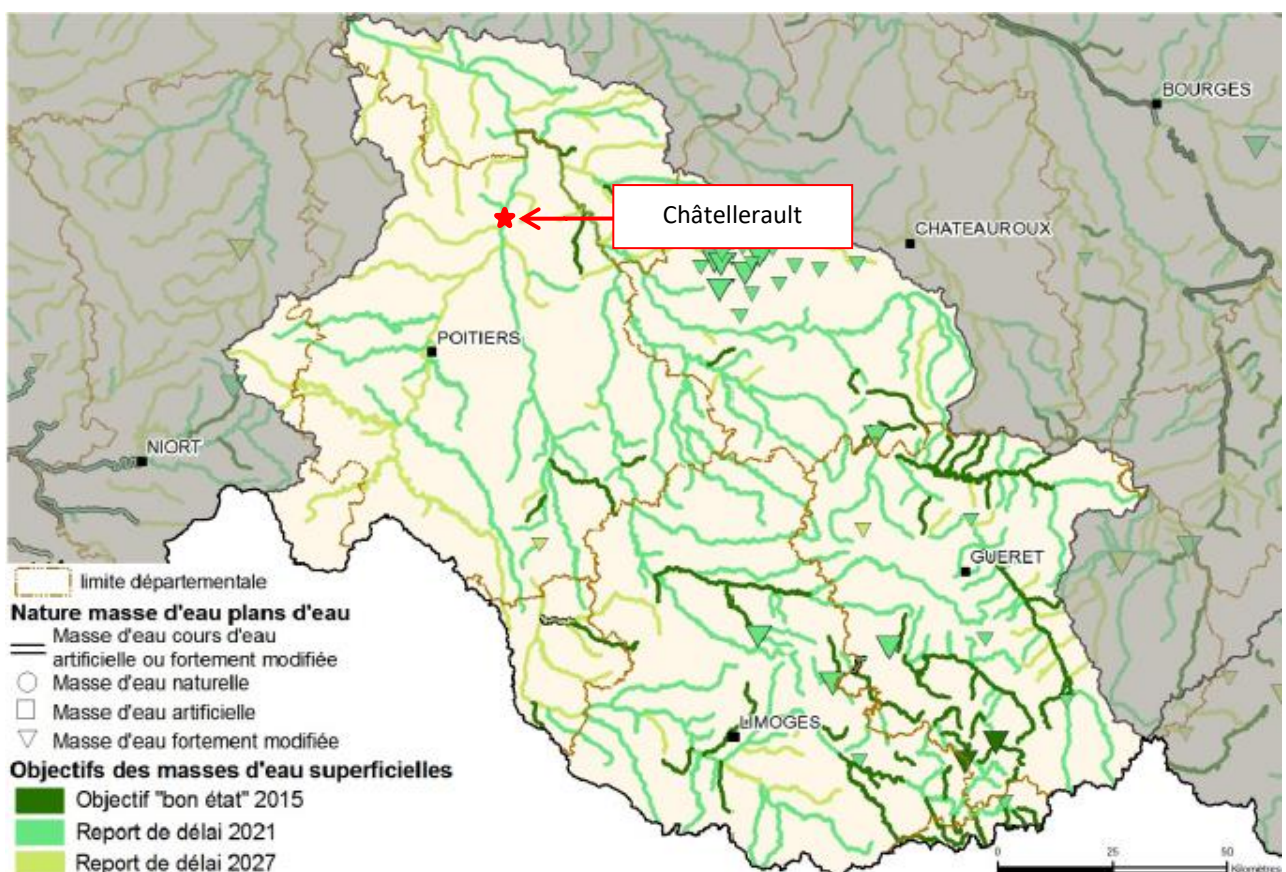 BOURGES
Châtellerault
CHATEAUROUX
POITIERS
NIORT
GUERET
LIMOGES
limite départementale
Nature masse d'eau plans d'eau
Masse d'eau cours d'eau
artificielle ou fortement modifiée
Masse d'eau naturelle
Masse d'eau artificielle
Masse d'eau fortement modifiée
Objectifs des masses d'eau superficielles
Objectif "bon état" 2015
Report de délai 2021
Report de délai 2027
0 25 50
Kilomètres